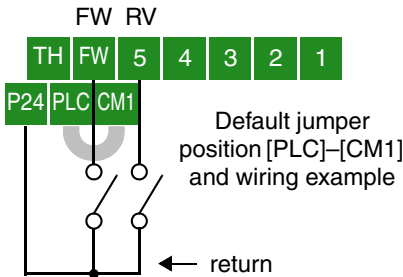 FW RV
TH FW 5 4 3 2 1
P24 PLC CM1
Default jumper
position [PLC]–[CM1]
and wiring example
return